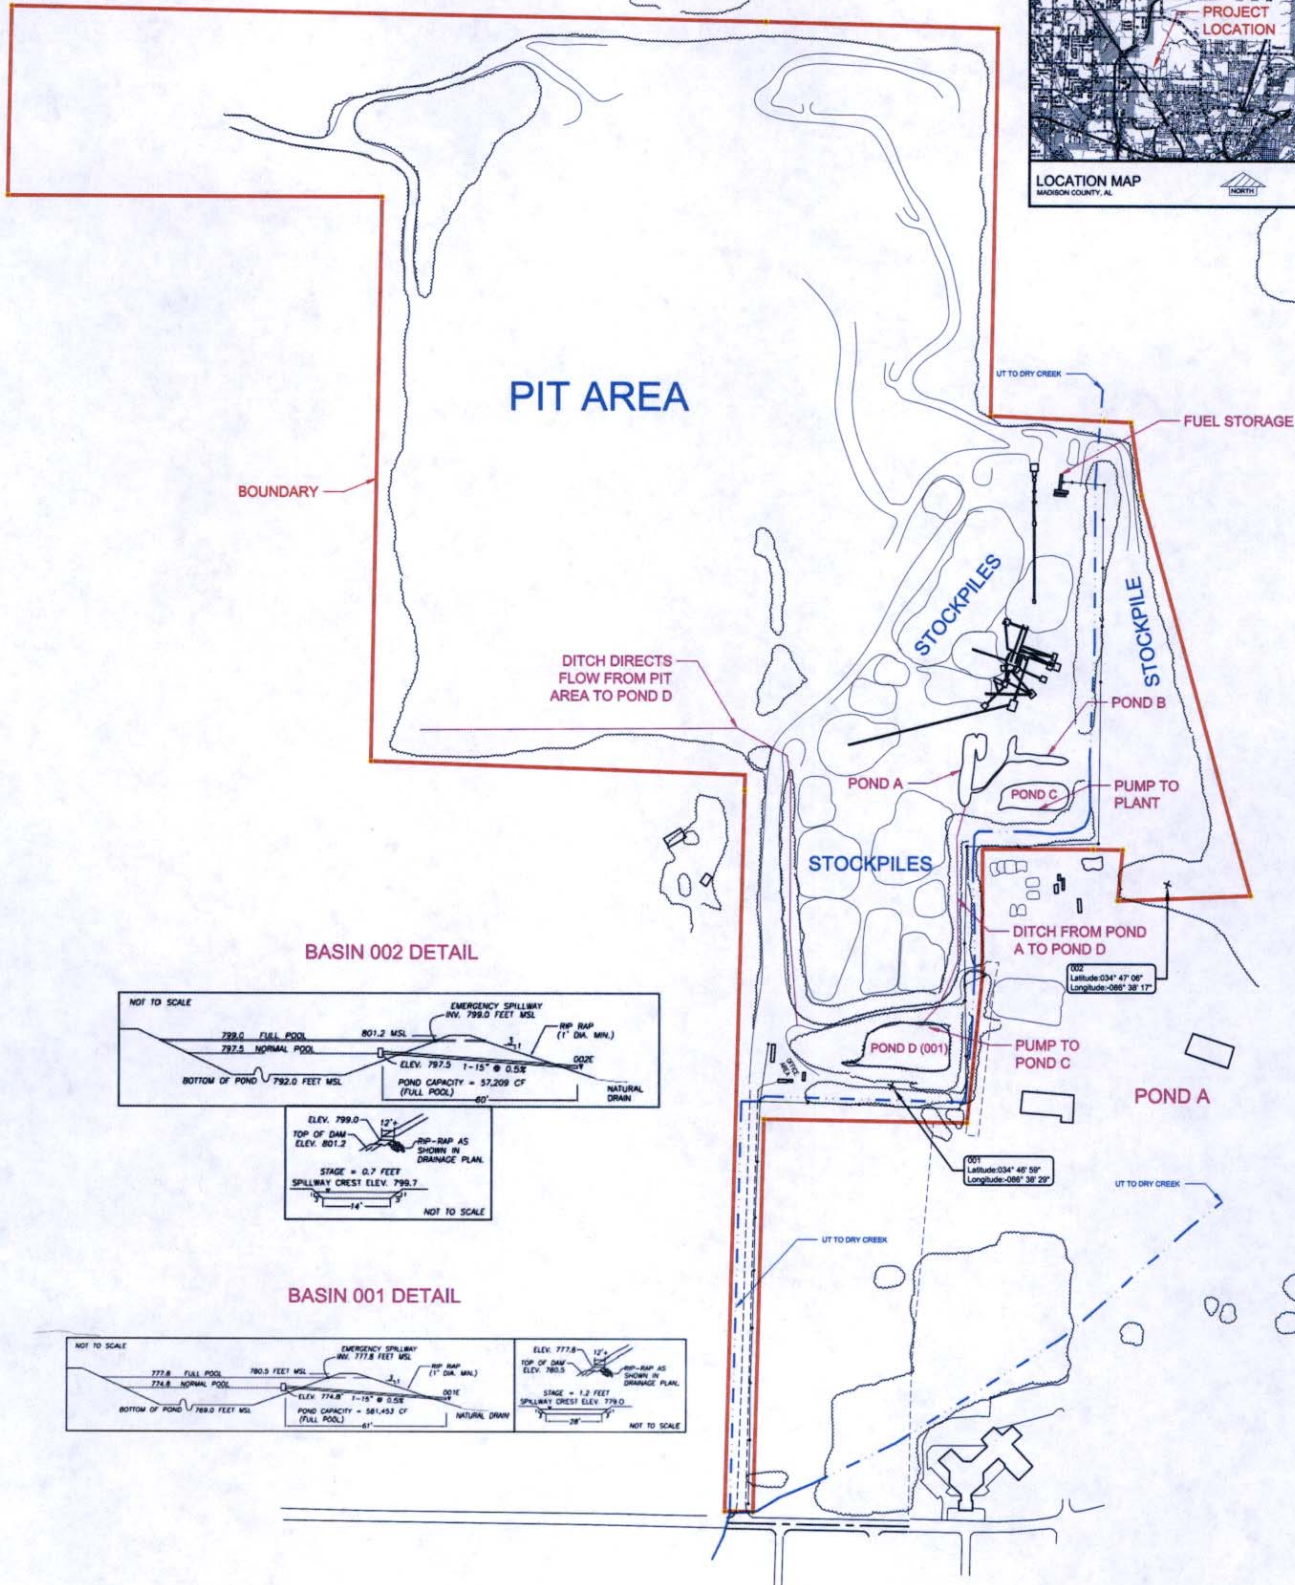 PROJECT
LOCATION
LOCATION MAP
MADISON COUNTY, AL
NORTH
UT TO DRY CREEK
FUEL STORAGE
PIT AREA
BOUNDARY
STOCKPILES
STOCKPILE
DITCH DIRECTS
FLOW FROM PIT
AREA TO POND D
POND B
POND A
POND C
PUMP TO
PLANT
STOCKPILES
DITCH FROM POND
A TO POND D
002
Latitude:034° 47' 06"
Longitude:-086° 38' 17"
BASIN 002 DETAIL
NOT TO SCALE
EMERGENCY SPILLWAY
INV. 799.0 FEET MSL
799.0 FULL POOL
801.2 MSL
RIP RAP
(1' DIA. MIN.)
797.5 NORMAL POOL
ELEV. 797.5
1-15" @ 0.5%
002E
BOTTOM OF POND 792.0 FEET MSL
POND CAPACITY = 57,209 CF
(FULL POOL)
60'
NATURAL
DRAIN
ELEV. 799.0
12"+
TOP OF DAM
ELEV. 801.2
RIP-RAP AS
SHOWN IN
DRAINAGE PLAN.
STAGE = 0.7 FEET
SPILLWAY CREST ELEV. 799.7
14'
NOT TO SCALE
POND D (001)
OFFICE
AREA
PUMP TO
POND C
POND A
001
Latitude:034° 46' 59"
Longitude:-086° 38' 29"
UT TO DRY CREEK
UT TO DRY CREEK
BASIN 001 DETAIL
NOT TO SCALE
EMERGENCY SPILLWAY
INV. 777.8 FEET MSL
777.8 FULL POOL
780.5 FEET MSL
RIP RAP
(1' DIA. MIN.)
774.8 NORMAL POOL
ELEV. 774.8'
1-15" @ 0.5%
001E
BOTTOM OF POND 769.0 FEET MSL
POND CAPACITY = 581,453 CF
(FULL POOL)
61'
NATURAL DRAIN
ELEV. 777.8
12"+
TOP OF DAM
ELEV. 780.5
RIP-RAP AS
SHOWN IN
DRAINAGE PLAN.
STAGE = 1.2 FEET
SPILLWAY CREST ELEV. 779.0
28'
NOT TO SCALE